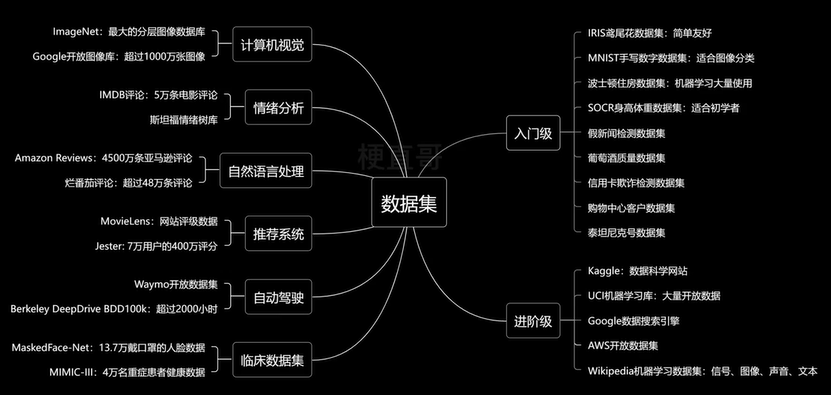 ImageNet：最大的分层图像数据库
Google开放图像库：超过1000万张图像
计算机视觉
IMDB评论：5万条电影评论
斯坦福情绪树库
情绪分析
Amazon Reviews：4500万条亚马逊评论
烂番茄评论：超过48万条评论
自然语言处理
MovieLens：网站评级数据
Jester: 7万用户的400万评分
推荐系统
Waymo开放数据集
Berkeley DeepDrive BDD100k：超过2000小时
自动驾驶
MaskedFace-Net：13.7万戴口罩的人脸数据
MIMIC-III：4万名重症患者健康数据
临床数据集
梗直哥
数据集
入门级
IRIS鸢尾花数据集：简单友好
MNIST手写数字数据集：适合图像分类
波士顿住房数据集：机器学习大量使用
SOCR身高体重数据集：适合初学者
假新闻检测数据集
葡萄酒质量数据集
信用卡欺诈检测数据集
购物中心客户数据集
泰坦尼克号数据集
进阶级
Kaggle：数据科学网站
UCI机器学习库：大量开放数据
Google数据搜索引擎
AWS开放数据集
Wikipedia机器学习数据集：信号、图像、声音、文本